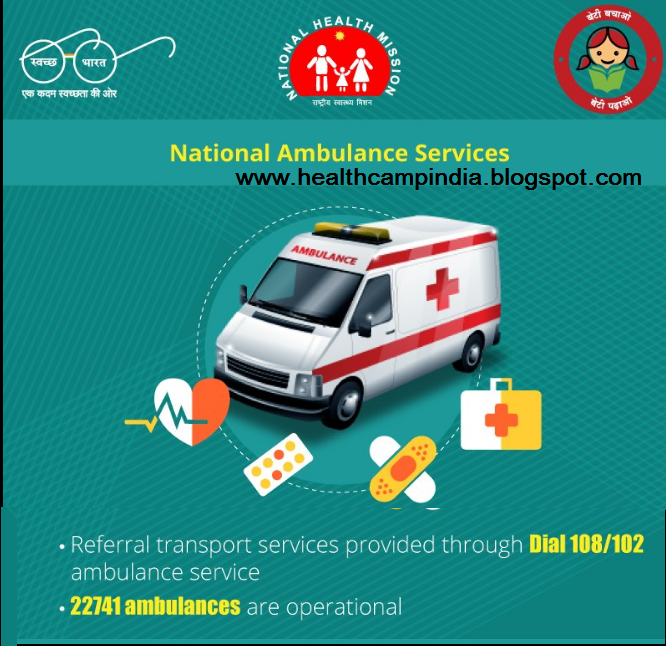 स्वच्छ भारत
एक कदम स्वच्छता की ओर
NATIONAL HEALTH MISSION
राष्ट्रीय स्वास्थ्य मिशन
बेटी बचाओ
बेटी पढ़ाओ
National Ambulance Services
www.healthcampindia.blogspot.com
AMBULANCE
• Referral transport services provided through Dial 108/102
ambulance service
• 22741 ambulances are operational